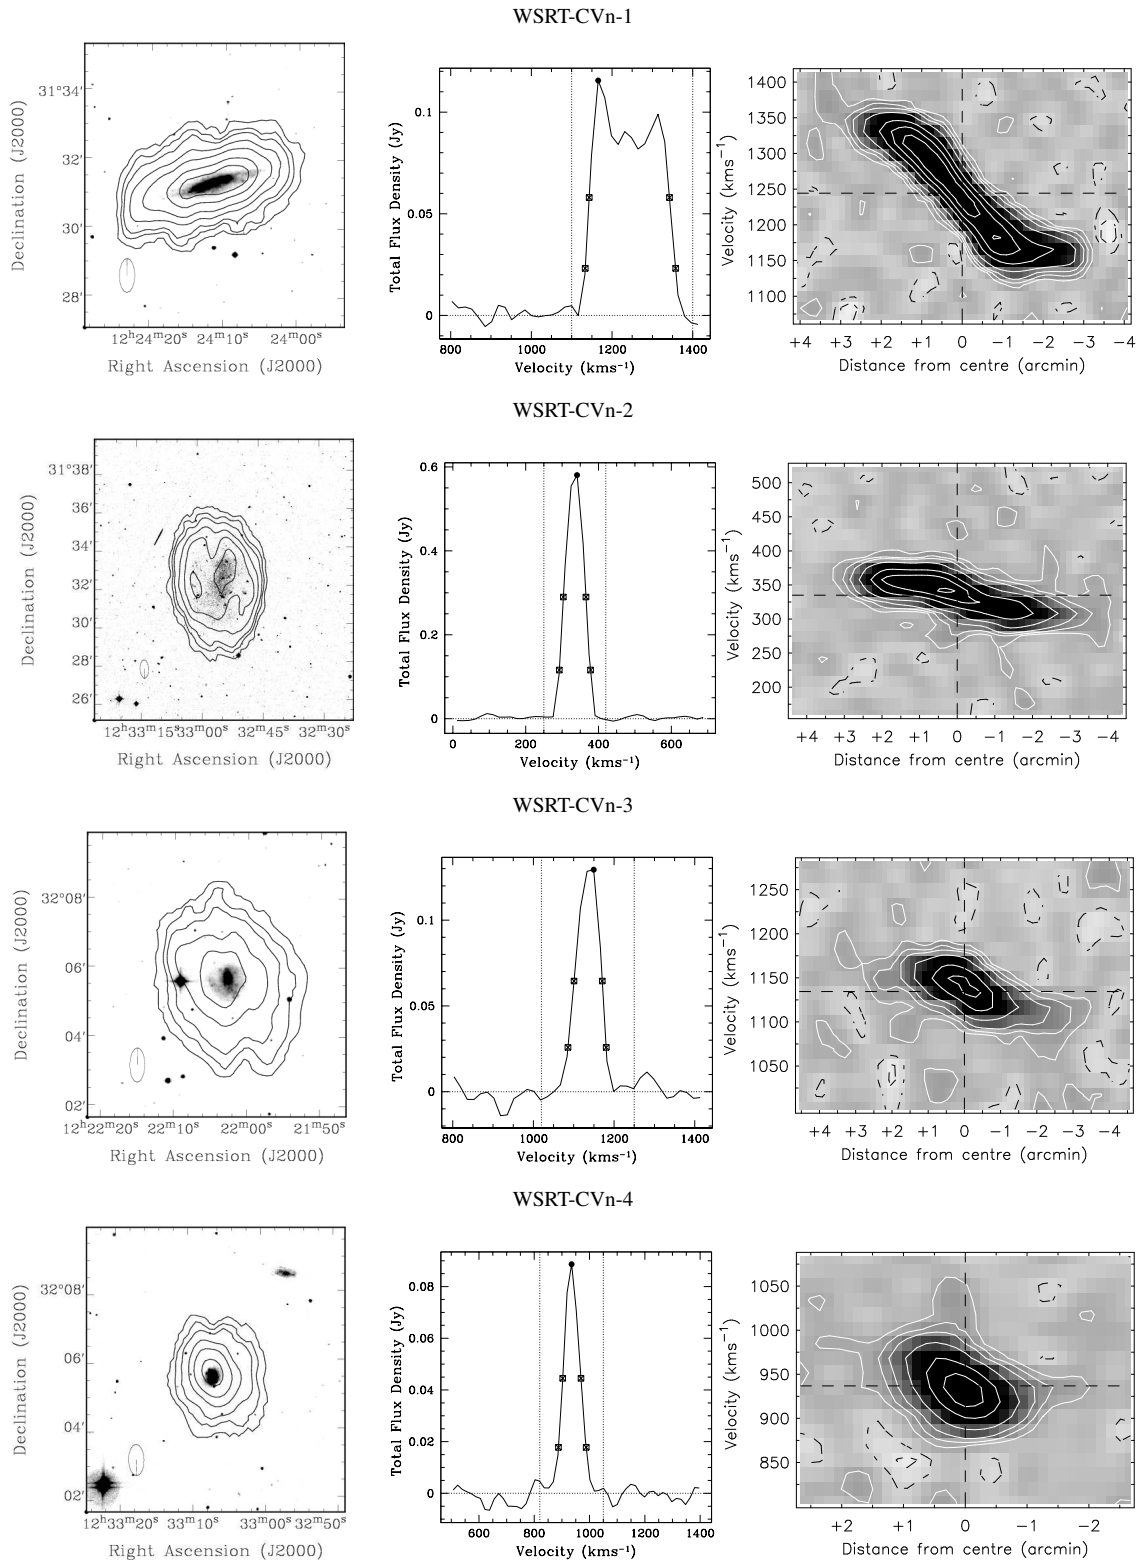 WSRT-CVn-1
31°34′
32′
30′
28′
12ʰ24ᵐ20ˢ 24ᵐ10ˢ 24ᵐ00ˢ
Right Ascension (J2000)
Declination (J2000)
0.1
0.05
0
800 1000 1200 1400
Velocity (kms⁻¹)
Total Flux Density (Jy)
1400
1350
1300
1250
1200
1150
1100
+4 +3 +2 +1 0 -1 -2 -3 -4
Distance from centre (arcmin)
Velocity (kms⁻¹)
WSRT-CVn-2
31°38′
36′
34′
32′
30′
28′
26′
12ʰ33ᵐ15ˢ 33ᵐ00ˢ 32ᵐ45ˢ 32ᵐ30ˢ
Right Ascension (J2000)
Declination (J2000)
0.6
0.4
0.2
0
0 200 400 600
Velocity (kms⁻¹)
Total Flux Density (Jy)
500
450
400
350
300
250
200
+4 +3 +2 +1 0 -1 -2 -3 -4
Distance from centre (arcmin)
Velocity (kms⁻¹)
WSRT-CVn-3
32°08′
06′
04′
02′
12ʰ22ᵐ20ˢ 22ᵐ10ˢ 22ᵐ00ˢ 21ᵐ50ˢ
Right Ascension (J2000)
Declination (J2000)
0.1
0.05
0
800 1000 1200 1400
Velocity (kms⁻¹)
Total Flux Density (Jy)
1250
1200
1150
1100
1050
+4 +3 +2 +1 0 -1 -2 -3 -4
Distance from centre (arcmin)
Velocity (kms⁻¹)
WSRT-CVn-4
32°08′
06′
04′
02′
12ʰ33ᵐ20ˢ 33ᵐ10ˢ 33ᵐ00ˢ 32ᵐ50ˢ
Right Ascension (J2000)
Declination (J2000)
0.08
0.06
0.04
0.02
0
600 800 1000 1200 1400
Velocity (kms⁻¹)
Total Flux Density (Jy)
1050
1000
950
900
850
+2 +1 0 -1 -2
Distance from centre (arcmin)
Velocity (kms⁻¹)